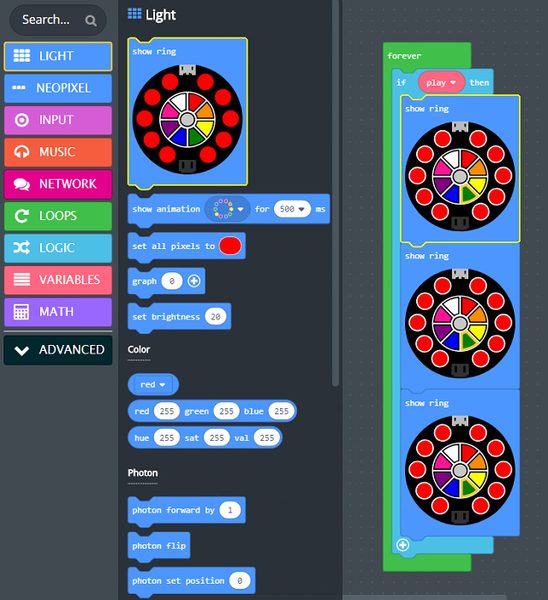 Search...
LIGHT
NEOPIXEL
INPUT
MUSIC
NETWORK
LOOPS
LOGIC
VARIABLES
MATH
ADVANCED
Light
show ring
show animation for 500 ms
set all pixels to
graph 0
set brightness 20
Color
red
red 255 green 255 blue 255
hue 255 sat 255 val 255
Photon
photon forward by 1
photon flip
photon set position 0
forever
if play then
show ring
show ring
show ring